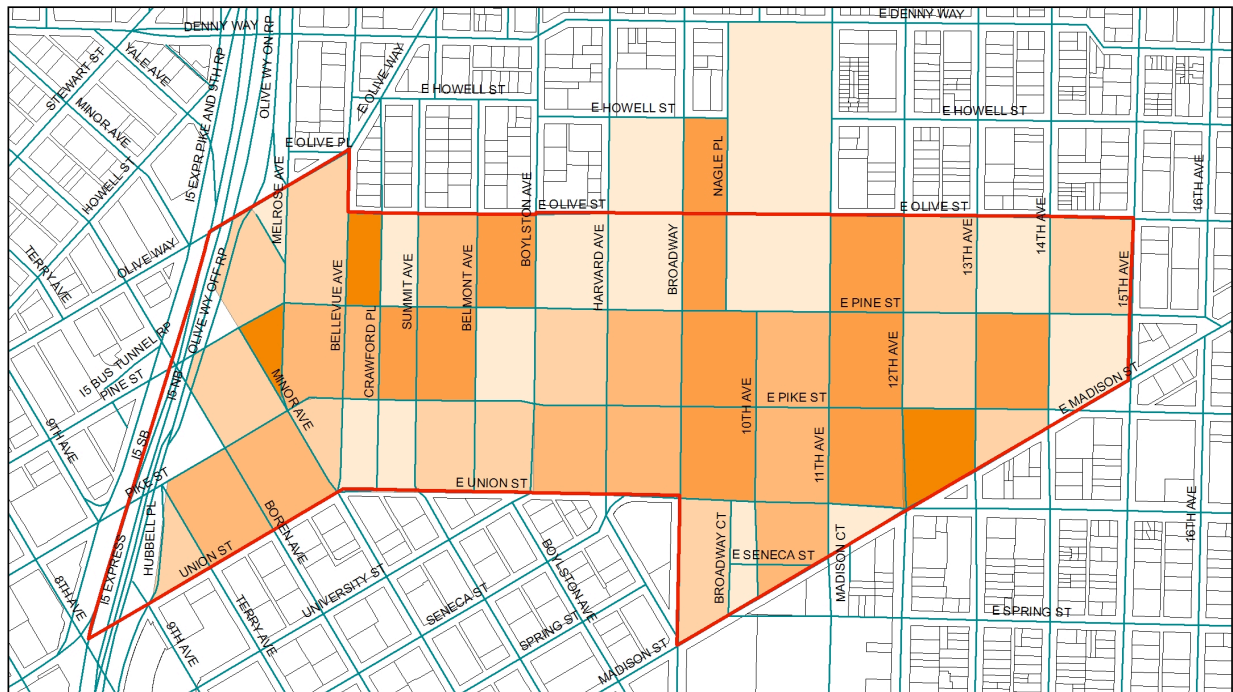 DENNY WAY
E DENNY WAY
STEWART ST
YALE AVE
MINOR AVE
HOWELL ST
TERRY AVE
OLIVE WAY
I5 EXPR PIKE AND 9TH RP
OLIVE WY ON RP
E OLIVE WAY
E HOWELL ST
E HOWELL ST
E HOWELL ST
E OLIVE PL
MELROSE AVE
NAGLE PL
16TH AVE
E OLIVE ST
E OLIVE ST
BOYLSTON AVE
OLIVE WY OFF RP
BELLEVUE AVE
CRAWFORD PL
SUMMIT AVE
BELMONT AVE
HARVARD AVE
BROADWAY
13TH AVE
14TH AVE
15TH AVE
E PINE ST
I5 BUS TUNNEL RP
PINE ST
I5 NB
MINOR AVE
12TH AVE
E PIKE ST
E MADISON ST
10TH AVE
11TH AVE
9TH AVE
I5 SB
PIKE ST
E UNION ST
HUBBELL PL
BOREN AVE
UNION ST
I5 EXPRESS
8TH AVE
9TH AVE
TERRY AVE
UNIVERSITY ST
SENECA ST
BOYLSTON AVE
SPRING ST
MADISON ST
BROADWAY CT
E SENECA ST
MADISON CT
16TH AVE
E SPRING ST